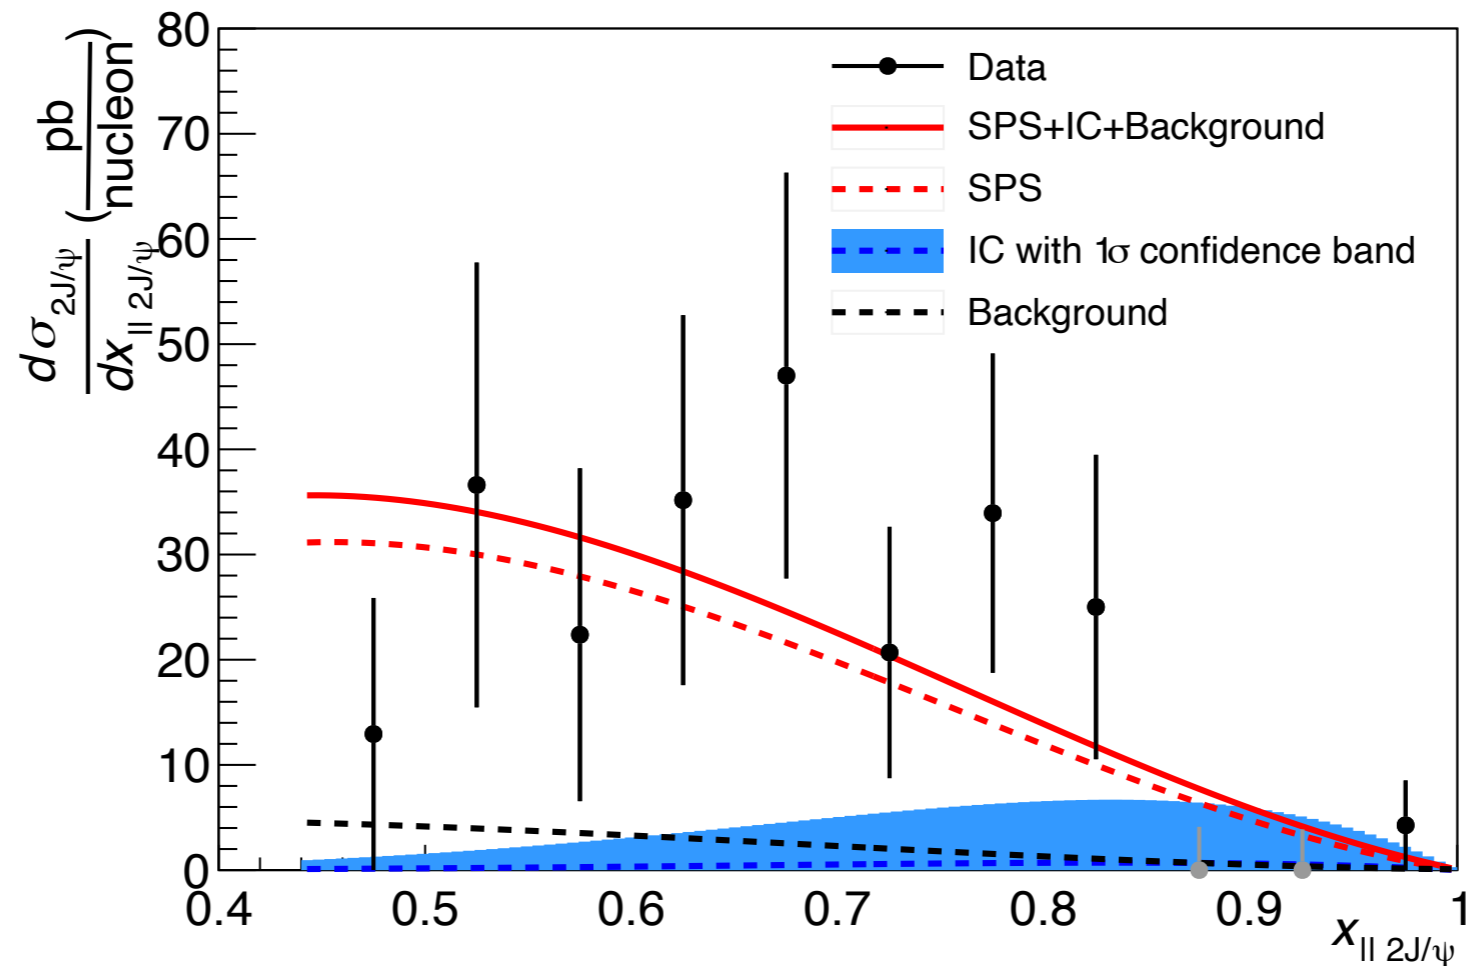 dσ2J/ψ / dx|| 2J/ψ (pb / nucleon)
80
70
60
50
40
30
20
10
0
Data
SPS+IC+Background
SPS
IC with 1σ confidence band
Background
0.4 0.5 0.6 0.7 0.8 0.9 1
x|| 2J/ψ